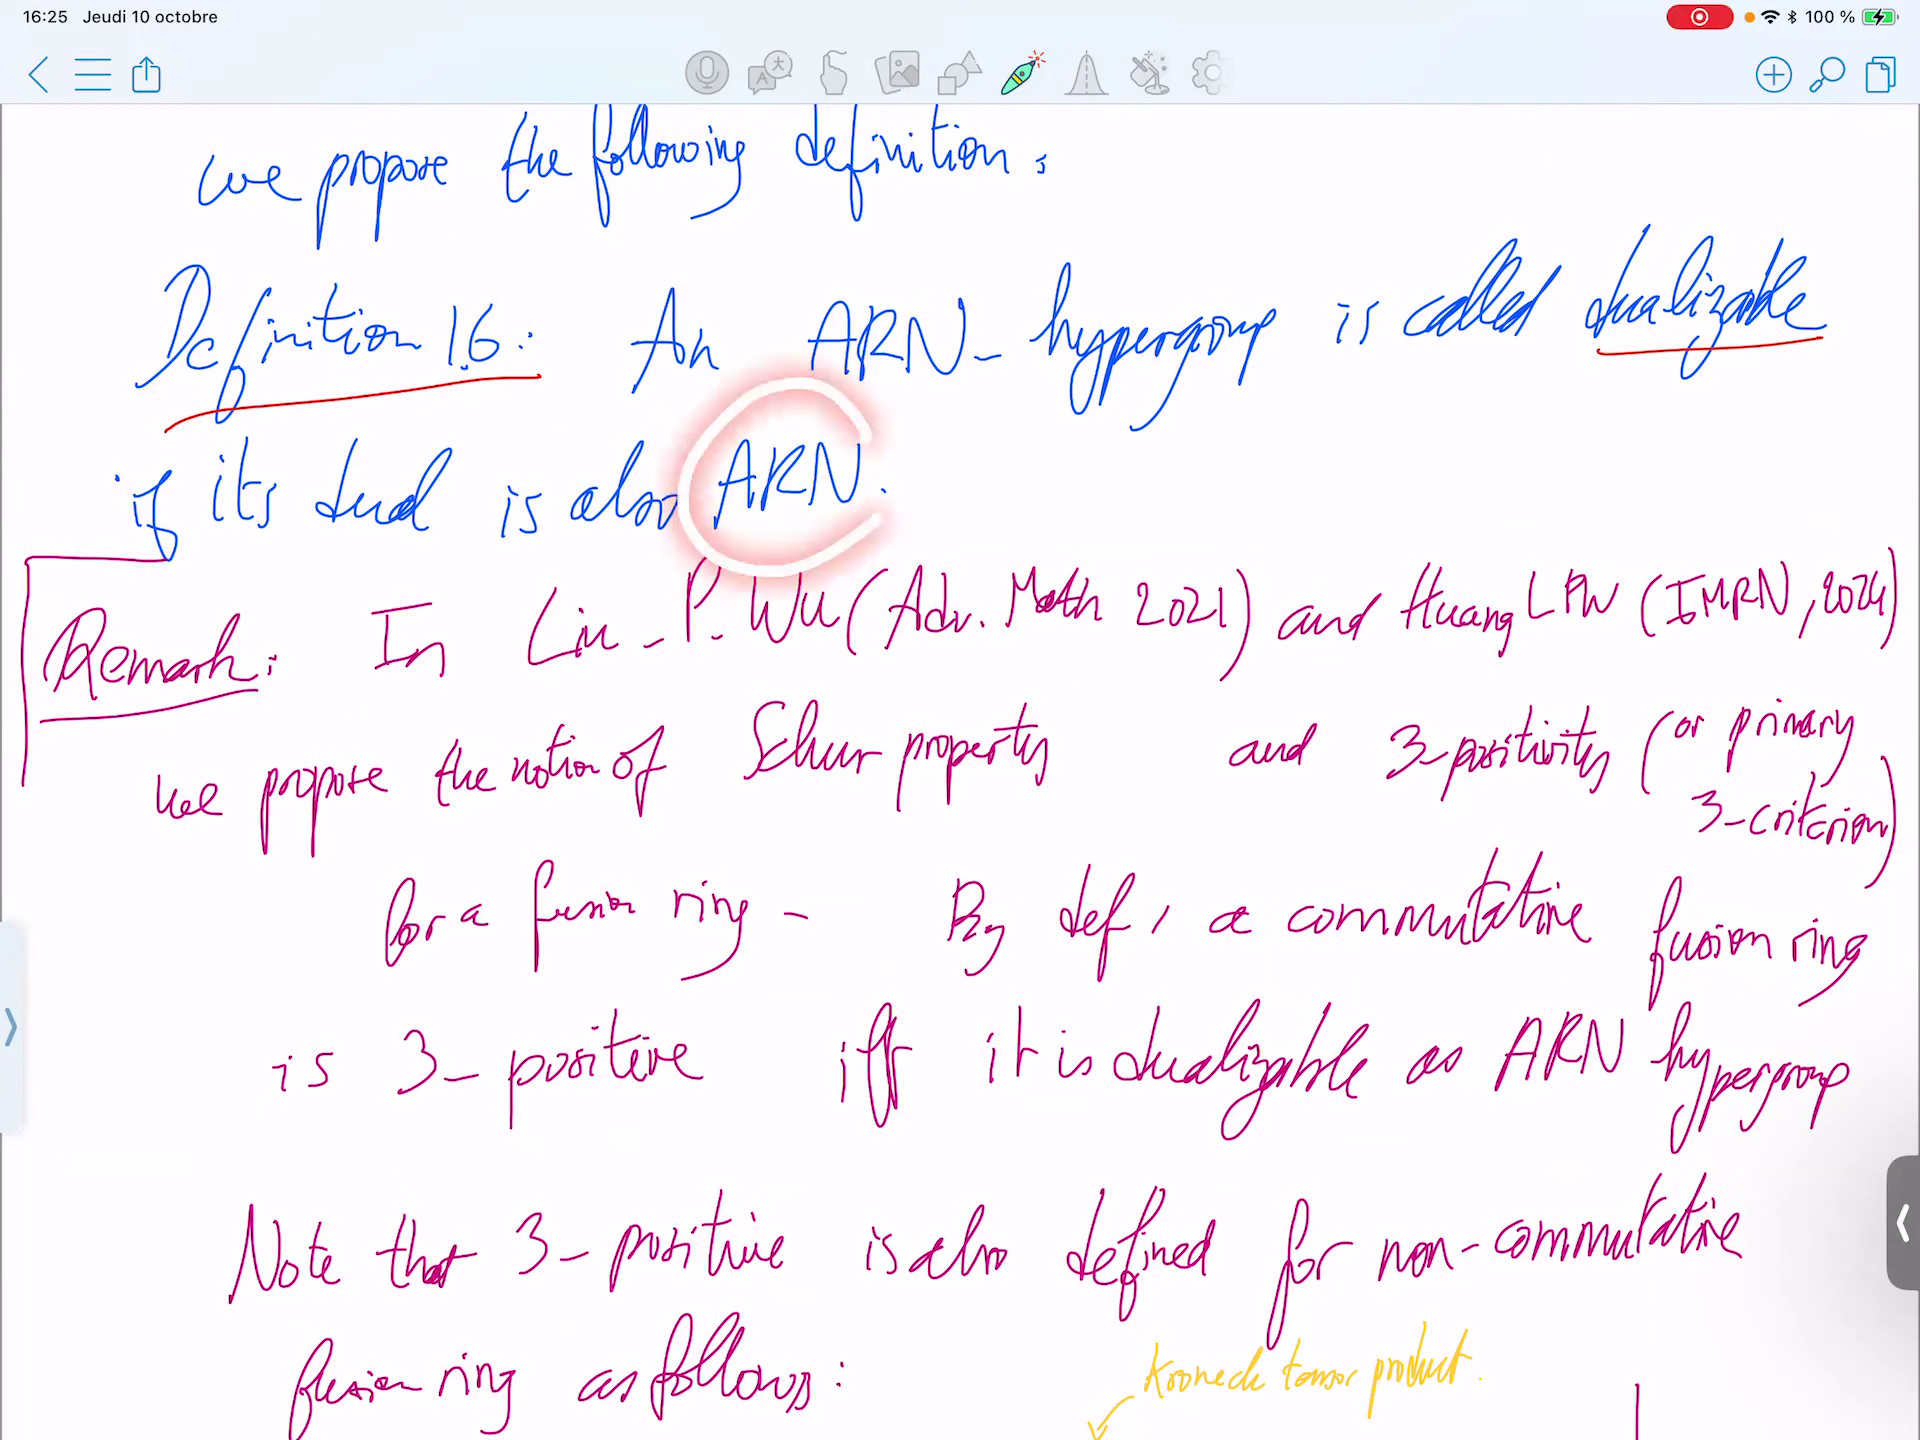 16:25 Jeudi 10 octobre 100 %
we propose the following definition:
Definition 1.6: An ARN-hypergroup is called dualizable
if its dual is also ARN.
Remark: In Liu-P.Wu (Adv. Math 2021) and Huang LPW (IMRN, 2024)
we propose the notion of Schur property and 3-positivity (or primary
3-criterion)
for a fusion ring - By def, a commutative fusion ring
is 3-positive iff it is dualizable as ARN hypergroup
Note that 3-positive is also defined for non-commutative
fusion ring as follows:
Kroneck tensor product.